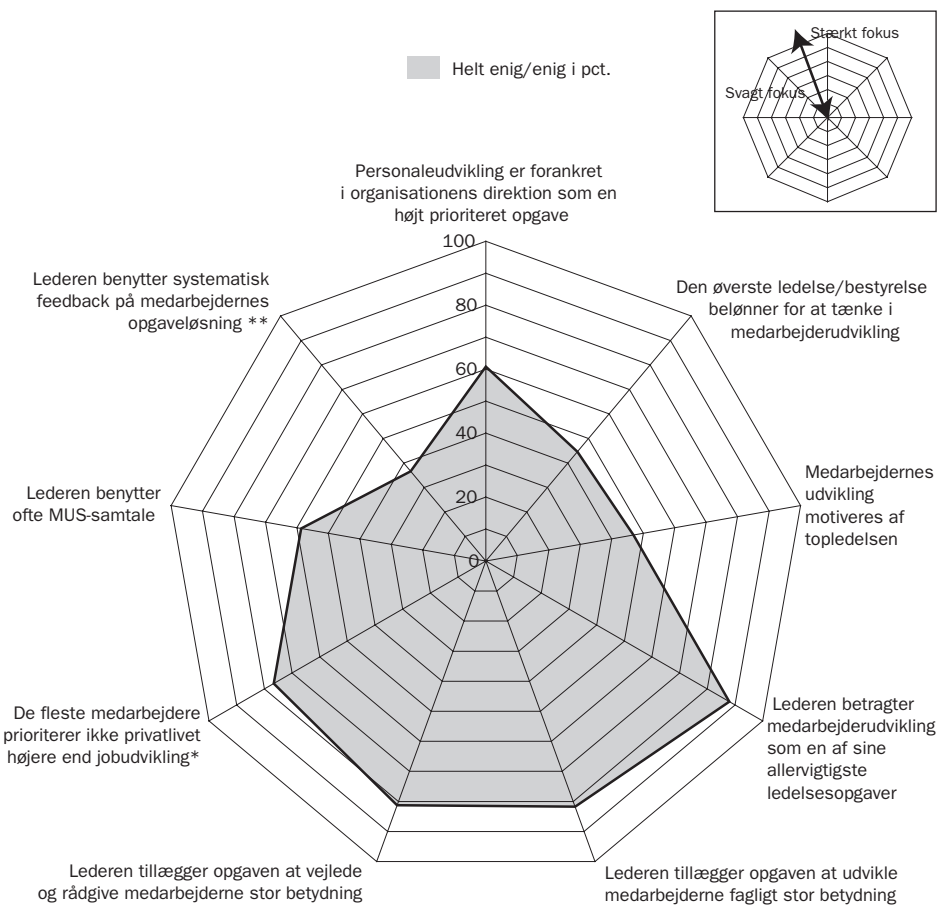 Stærkt fokus
Svagt fokus
Helt enig/enig i pct.
Personaleudvikling er forankret
i organisationens direktion som en
højt prioriteret opgave
Den øverste ledelse/bestyrelse
belønner for at tænke i
medarbejderudvikling
Medarbejdernes
udvikling
motiveres af
topledelsen
Lederen betragter
medarbejderudvikling
som en af sine
allervigtigste
ledelsesopgaver
Lederen tillægger opgaven at udvikle
medarbejderne fagligt stor betydning
Lederen tillægger opgaven at vejlede
og rådgive medarbejderne stor betydning
De fleste medarbejdere
prioriterer ikke privatlivet
højere end jobudvikling*
Lederen benytter
ofte MUS-samtale
Lederen benytter systematisk
feedback på medarbejdernes
opgaveløsning **
100
80
60
40
20
0